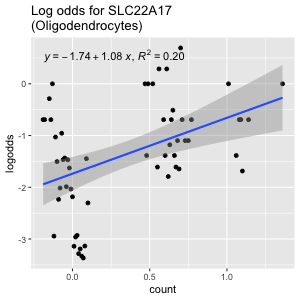 Log odds for SLC22A17
(Oligodendrocytes)
y = −1.74 + 1.08 x, R² = 0.20
0
-1
-2
-3
logodds
0.0 0.5 1.0
count